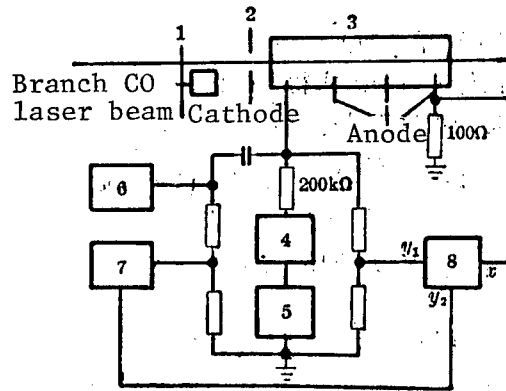 1
2
3
Branch CO
laser beam
Cathode
Anode
100Ω
200kΩ
6
4
7
y₁
8
x
y₂
5